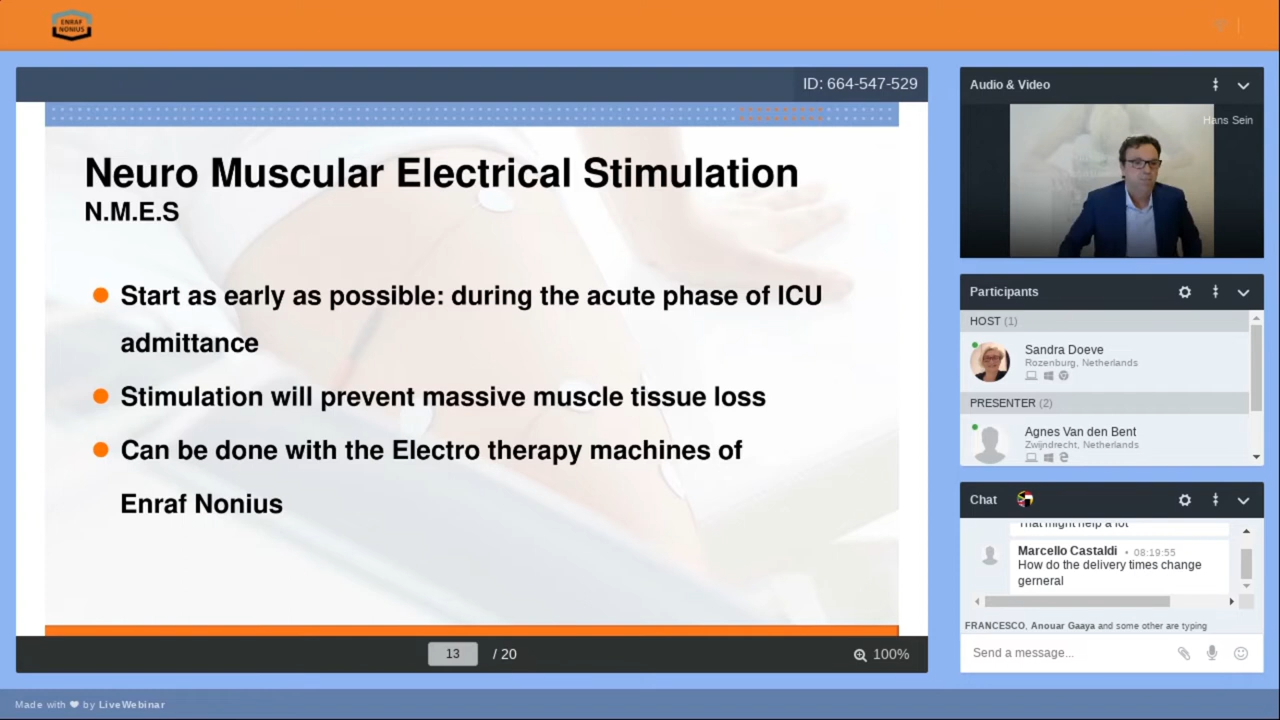 ENRAF
NONIUS
ID: 664-547-529
Neuro Muscular Electrical Stimulation
N.M.E.S
Start as early as possible: during the acute phase of ICU
admittance
Stimulation will prevent massive muscle tissue loss
Can be done with the Electro therapy machines of
Enraf Nonius
13 / 20
100%
Audio & Video
Hans Sein
Participants
HOST (1)
Sandra Doeve
Rozenburg, Netherlands
PRESENTER (2)
Agnes Van den Bent
Zwijndrecht, Netherlands
Chat
That might help a lot
Marcello Castaldi • 08:19:55
How do the delivery times change
gerneral
FRANCESCO, Anouar Gaaya and some other are typing
Send a message...
Made with ❤ by LiveWebinar